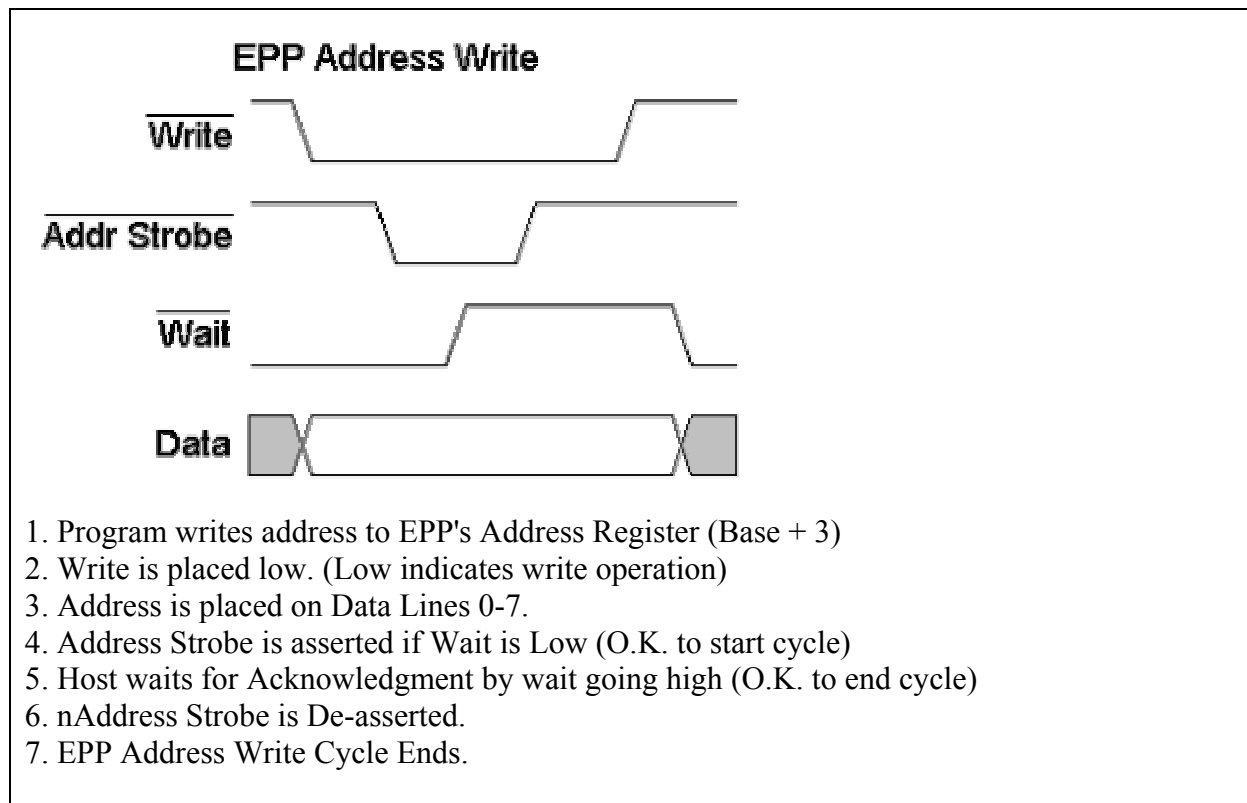 EPP Address Write
Write
Addr Strobe
Wait
Data
1. Program writes address to EPP's Address Register (Base + 3)
2. Write is placed low. (Low indicates write operation)
3. Address is placed on Data Lines 0-7.
4. Address Strobe is asserted if Wait is Low (O.K. to start cycle)
5. Host waits for Acknowledgment by wait going high (O.K. to end cycle)
6. nAddress Strobe is De-asserted.
7. EPP Address Write Cycle Ends.